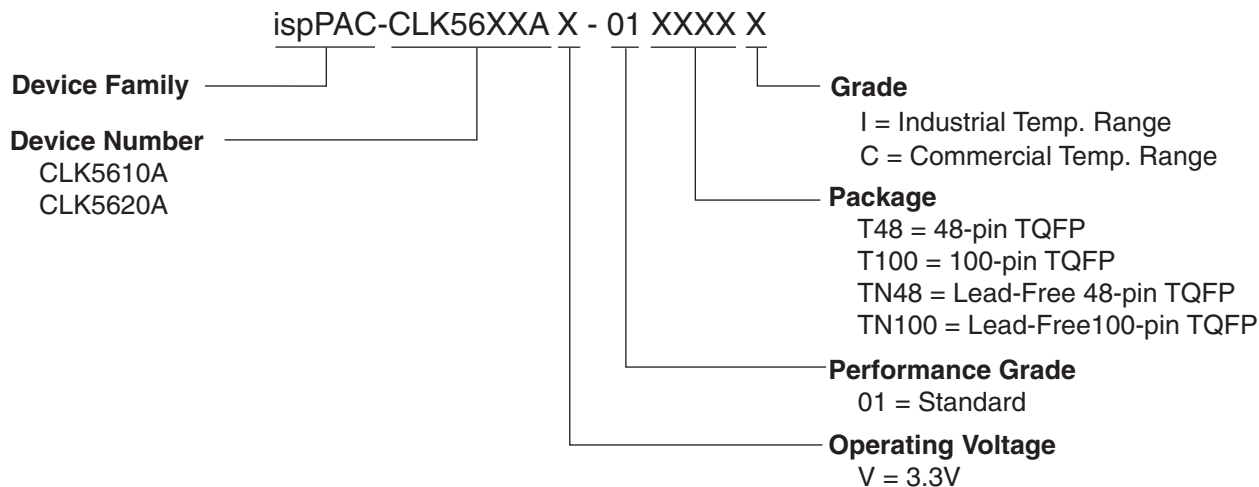 ispPAC-CLK56XXA X - 01 XXXX X
Device Family
Device Number
CLK5610A
CLK5620A
Grade
I = Industrial Temp. Range
C = Commercial Temp. Range
Package
T48 = 48-pin TQFP
T100 = 100-pin TQFP
TN48 = Lead-Free 48-pin TQFP
TN100 = Lead-Free100-pin TQFP
Performance Grade
01 = Standard
Operating Voltage
V = 3.3V